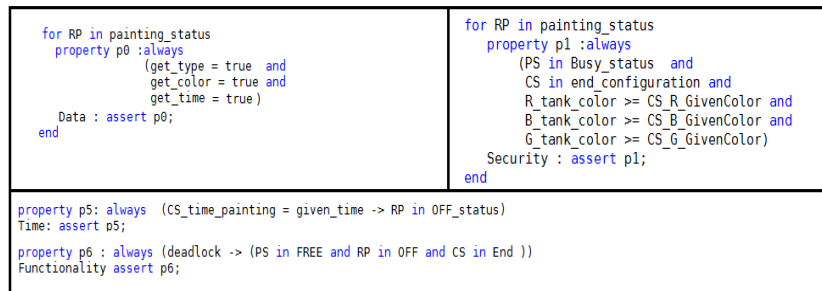 for RP in painting_status
property p0 :always
(get_type = true and
get_color = true and
get_time = true)
Data : assert p0;
end
for RP in painting_status
property p1 :always
(PS in Busy_status and
CS in end_configuration and
R_tank_color >= CS_R_GivenColor and
B_tank_color >= CS_B_GivenColor and
G_tank_color >= CS_G_GivenColor)
Security : assert p1;
end
property p5: always (CS_time_painting = given_time -> RP in OFF_status)
Time: assert p5;
property p6 : always (deadlock -> (PS in FREE and RP in OFF and CS in End ))
Functionality assert p6;